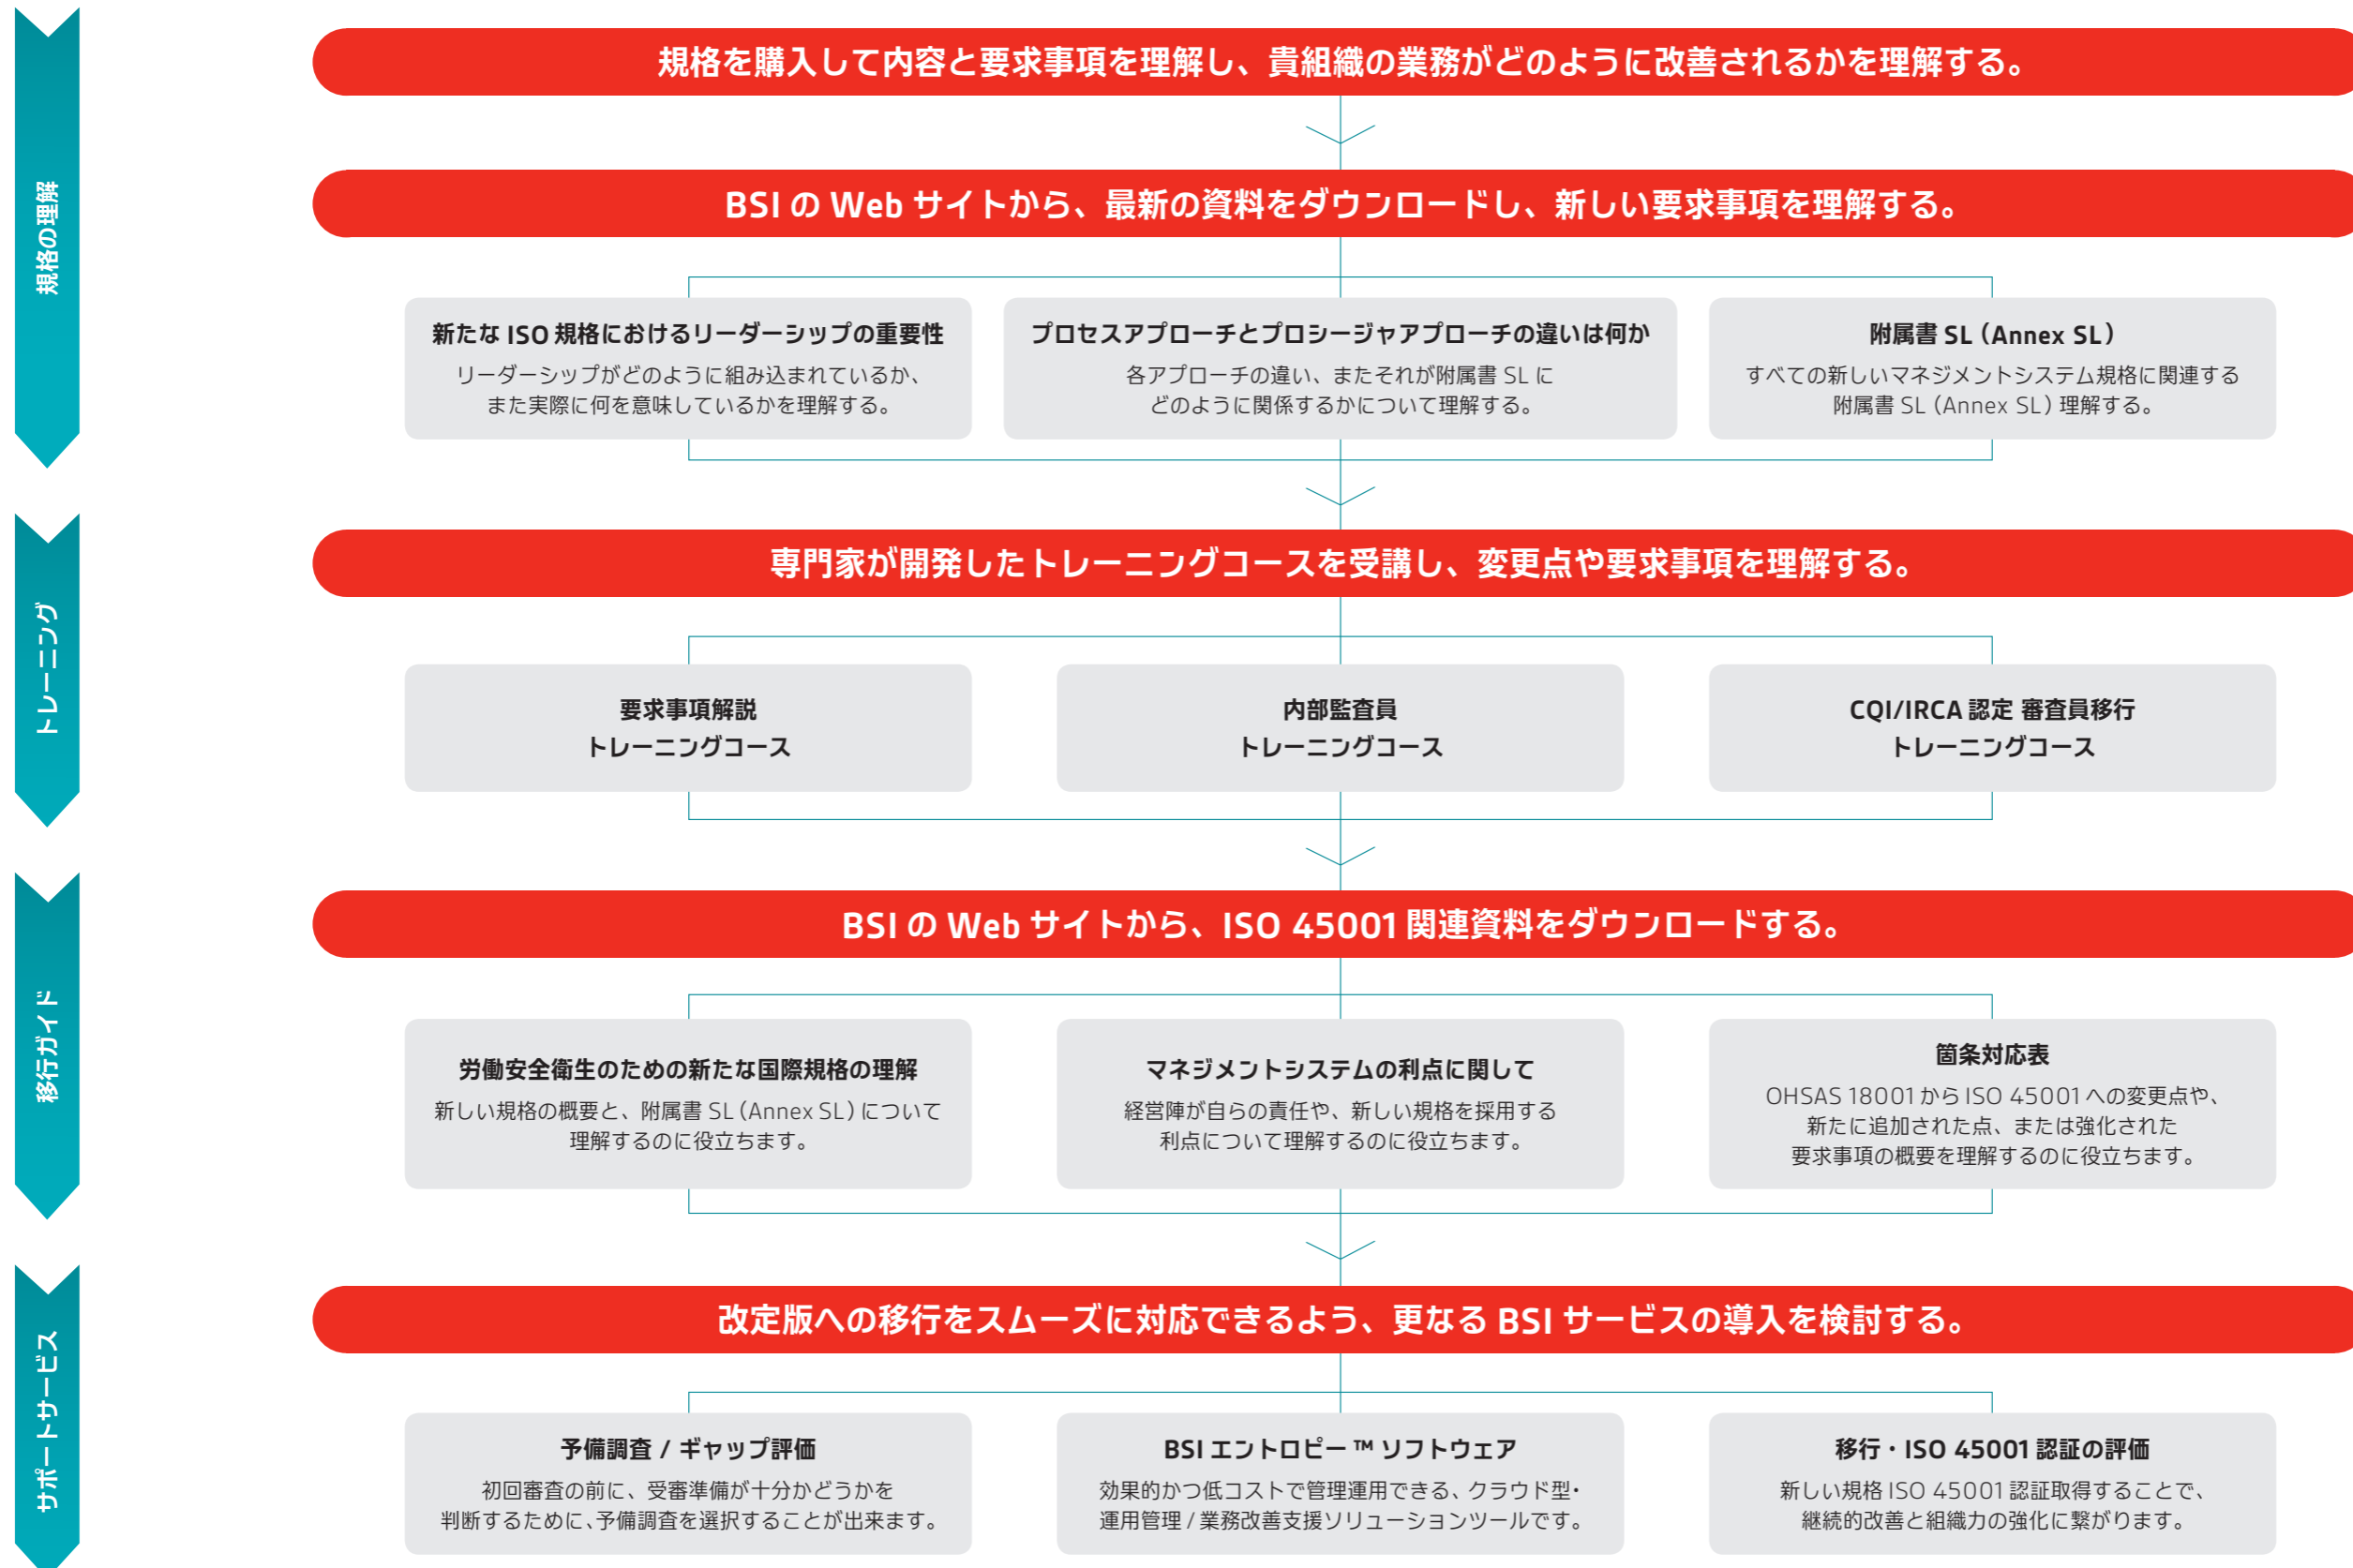 規格の理解
規格を購入して内容と要求事項を理解し、貴組織の業務がどのように改善されるかを理解する。
BSI の Web サイトから、最新の資料をダウンロードし、新しい要求事項を理解する。
新たな ISO 規格におけるリーダーシップの重要性
リーダーシップがどのように組み込まれているか、
また実際に何を意味しているかを理解する。
プロセスアプローチとプロシージャアプローチの違いは何か
各アプローチの違い、またそれが附属書 SL に
どのように関係するかについて理解する。
附属書 SL（Annex SL）
すべての新しいマネジメントシステム規格に関連する
附属書 SL（Annex SL）理解する。
トレーニング
専門家が開発したトレーニングコースを受講し、変更点や要求事項を理解する。
要求事項解説
トレーニングコース
内部監査員
トレーニングコース
CQI/IRCA 認定 審査員移行
トレーニングコース
移行ガイド
BSI の Web サイトから、ISO 45001 関連資料をダウンロードする。
労働安全衛生のための新たな国際規格の理解
新しい規格の概要と、附属書 SL（Annex SL）について
理解するのに役立ちます。
マネジメントシステムの利点に関して
経営陣が自らの責任や、新しい規格を採用する
利点について理解するのに役立ちます。
箇条対応表
OHSAS 18001 から ISO 45001 への変更点や、
新たに追加された点、または強化された
要求事項の概要を理解するのに役立ちます。
サポートサービス
改定版への移行をスムーズに対応できるよう、更なる BSI サービスの導入を検討する。
予備調査 / ギャップ評価
初回審査の前に、受審準備が十分かどうかを
判断するために、予備調査を選択することが出来ます。
BSI エントロピー ™ ソフトウェア
効果的かつ低コストで管理運用できる、クラウド型・
運用管理 / 業務改善支援ソリューションツールです。
移行・ISO 45001 認証の評価
新しい規格 ISO 45001 認証取得することで、
継続的改善と組織力の強化に繋がります。